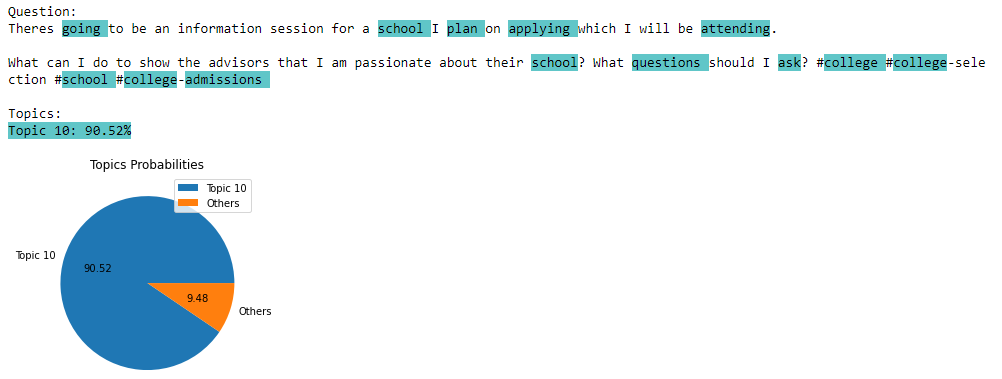 Question:
Theres going to be an information session for a school I plan on applying which I will be attending.
What can I do to show the advisors that I am passionate about their school? What questions should I ask? #college #college-sele
ction #school #college-admissions
Topics:
Topic 10: 90.52%
Topics Probabilities
Topic 10
Others
Topic 10
90.52
9.48
Others